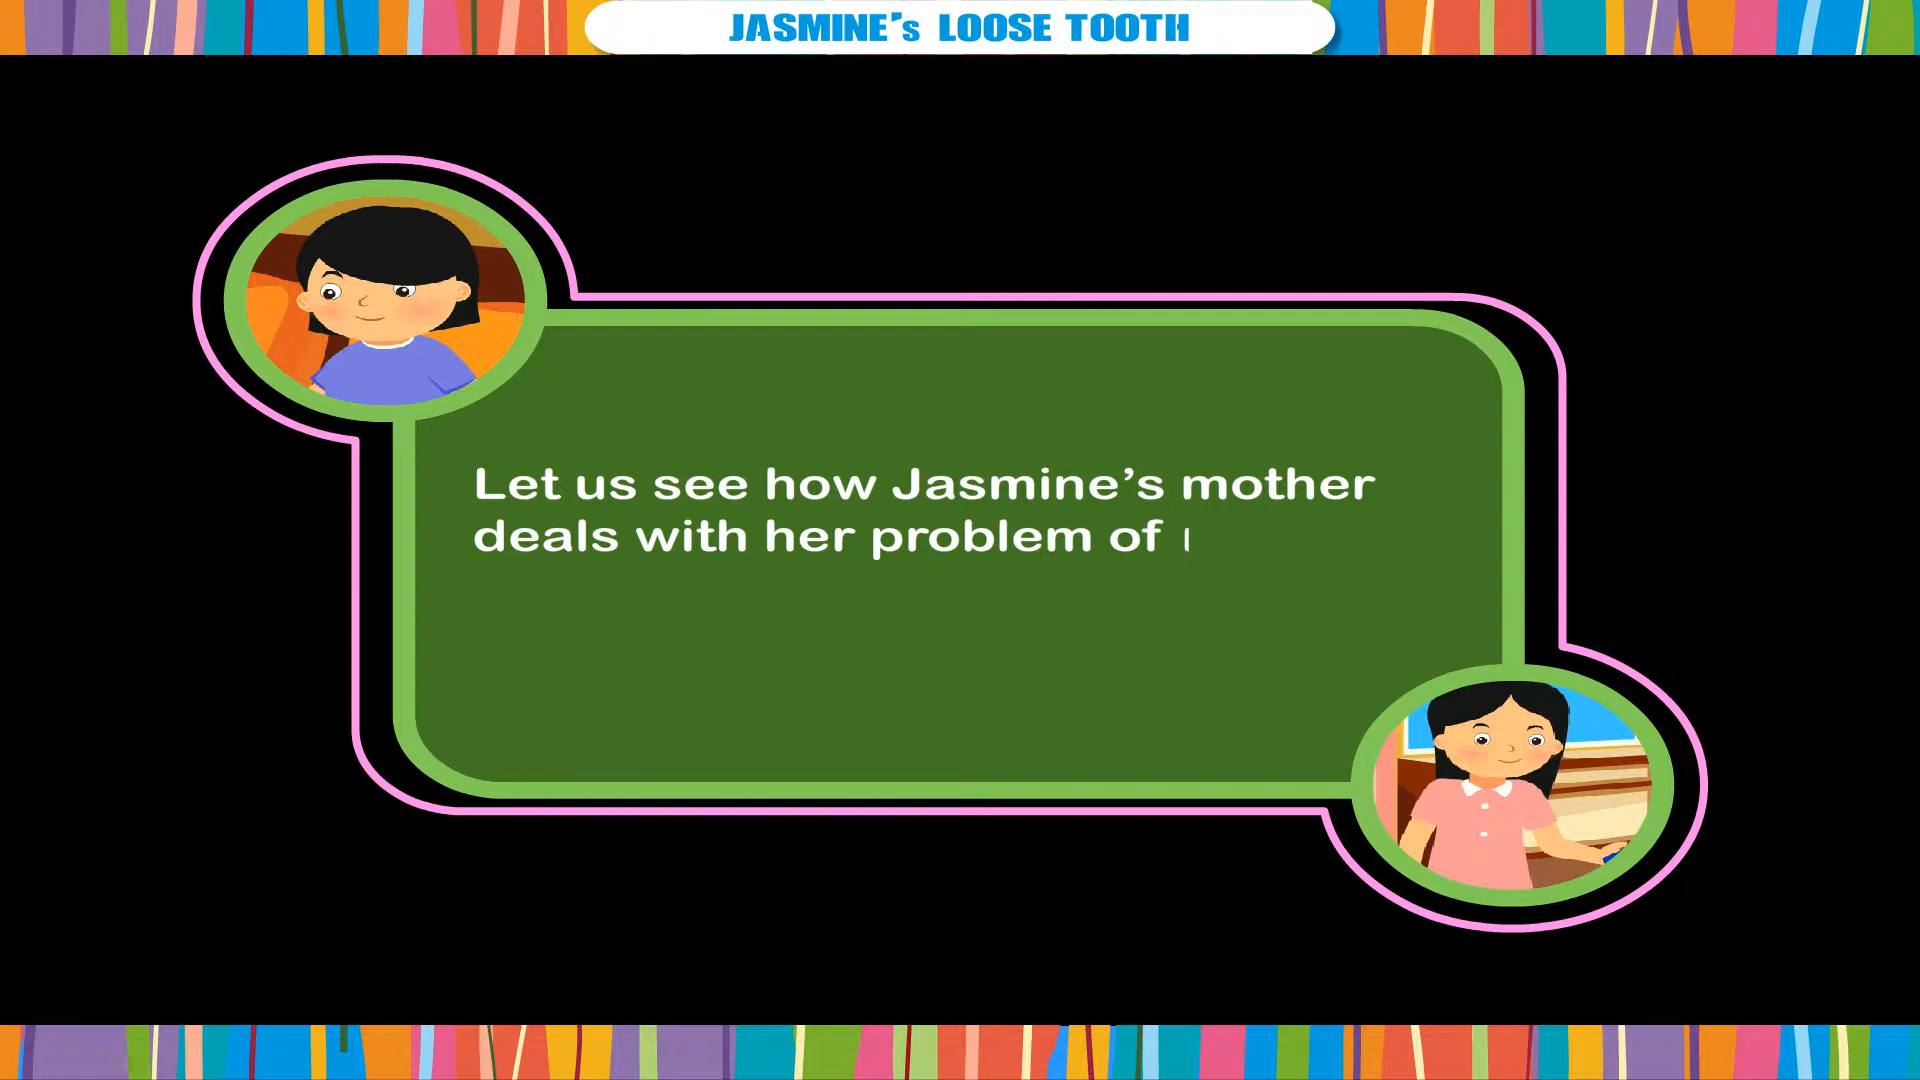 JASMINE's LOOSE TOOTH
Let us see how Jasmine’s mother
deals with her problem of